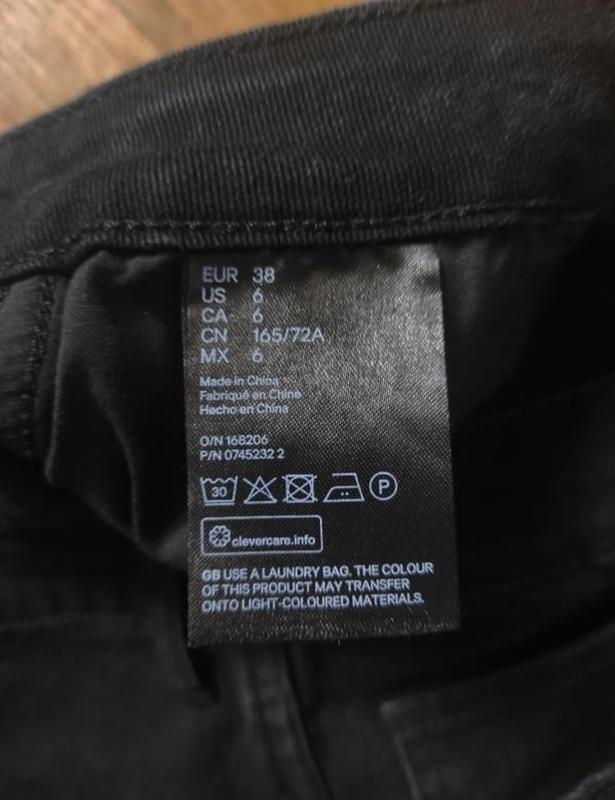 EUR 38
US 6
CA 6
CN 165/72A
MX 6
Made in China
Fabriqué en Chine
Hecho en China
O/N 168206
P/N 0745232 2
30 P
clevercare.info
GB USE A LAUNDRY BAG. THE COLOUR
OF THIS PRODUCT MAY TRANSFER
ONTO LIGHT-COLOURED MATERIALS.